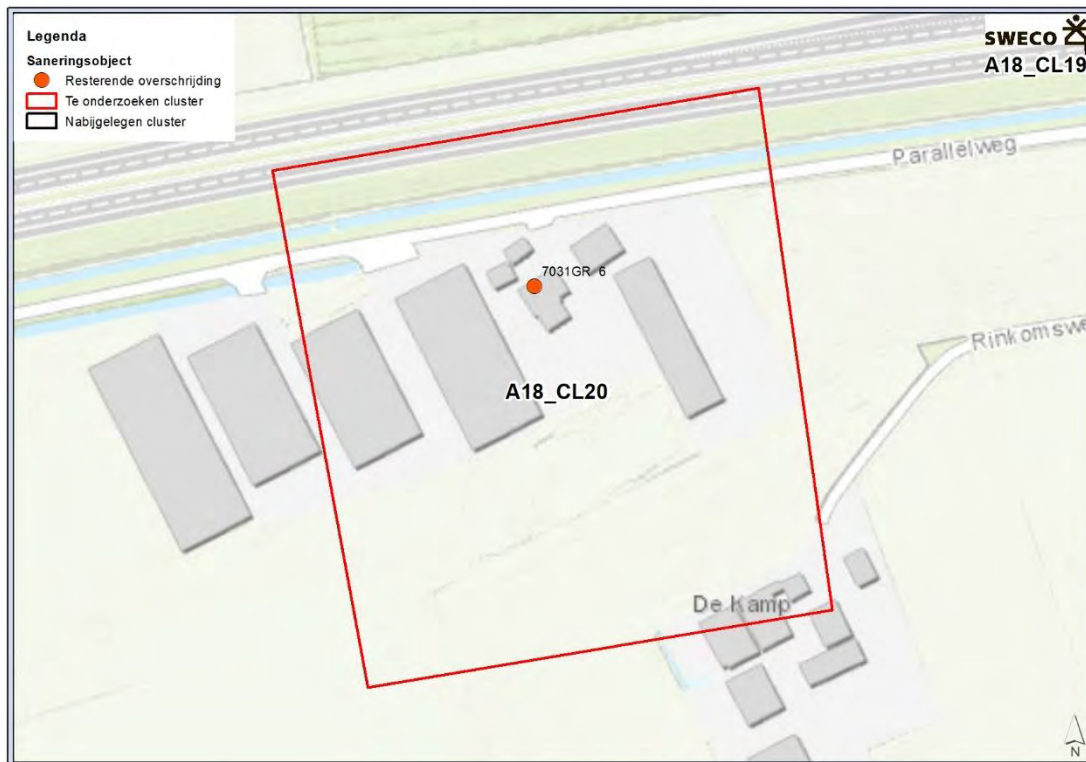 Legenda
Saneringsobject
Resterende overschrijding
Te onderzoeken cluster
Nabijgelegen cluster
SWECO
A18_CL19
Parallelweg
7031GR 6
Rinkomswe
A18_CL20
De Kamp
N